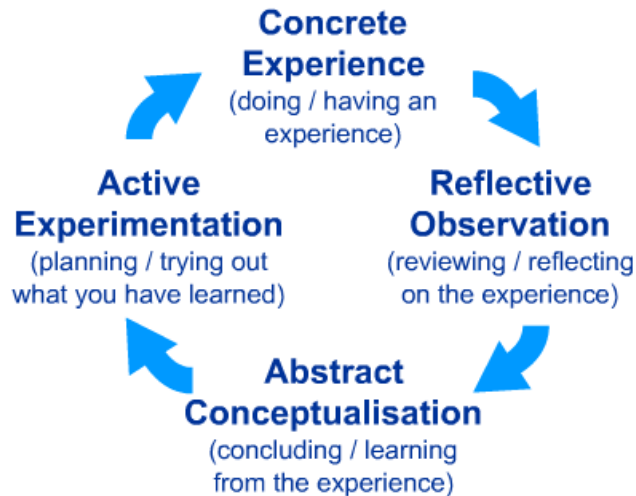 Concrete
Experience
(doing / having an
experience)
Reflective
Observation
(reviewing / reflecting
on the experience)
Abstract
Conceptualisation
(concluding / learning
from the experience)
Active
Experimentation
(planning / trying out
what you have learned)